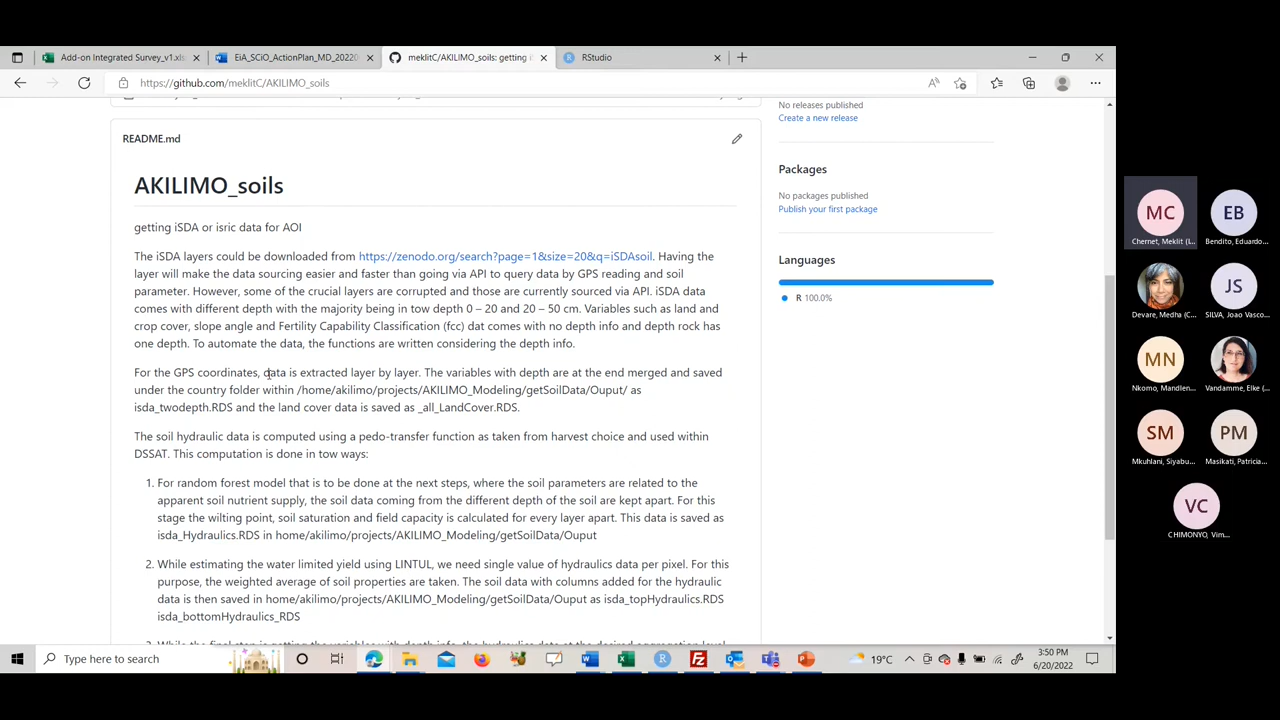 Add-on Integrated Survey_v1.xls
EiA_SCiO_ActionPlan_MD_20220
meklitC/AKILIMO_soils: getting i
RStudio
https://github.com/meklitC/AKILIMO_soils
No releases published
Create a new release
README.md
Packages
No packages published
Publish your first package
Languages
R 100.0%
AKILIMO_soils
getting iSDA or isric data for AOI
The iSDA layers could be downloaded from https://zenodo.org/search?page=1&size=20&q=iSDAsoil. Having the
layer will make the data sourcing easier and faster than going via API to query data by GPS reading and soil
parameter. However, some of the crucial layers are corrupted and those are currently sourced via API. iSDA data
comes with different depth with the majority being in tow depth 0 – 20 and 20 – 50 cm. Variables such as land and
crop cover, slope angle and Fertility Capability Classification (fcc) dat comes with no depth info and depth rock has
one depth. To automate the data, the functions are written considering the depth info.
For the GPS coordinates, data is extracted layer by layer. The variables with depth are at the end merged and saved
under the country folder within /home/akilimo/projects/AKILIMO_Modeling/getSoilData/Ouput/ as
isda_twodepth.RDS and the land cover data is saved as _all_LandCover.RDS.
The soil hydraulic data is computed using a pedo-transfer function as taken from harvest choice and used within
DSSAT. This computation is done in tow ways:
1. For random forest model that is to be done at the next steps, where the soil parameters are related to the
apparent soil nutrient supply, the soil data coming from the different depth of the soil are kept apart. For this
stage the wilting point, soil saturation and field capacity is calculated for every layer apart. This data is saved as
isda_Hydraulics.RDS in home/akilimo/projects/AKILIMO_Modeling/getSoilData/Ouput
2. While estimating the water limited yield using LINTUL, we need single value of hydraulics data per pixel. For this
purpose, the weighted average of soil properties are taken. The soil data with columns added for the hydraulic
data is then saved in home/akilimo/projects/AKILIMO_Modeling/getSoilData/Ouput as isda_topHydraulics.RDS
isda_bottomHydraulics_RDS
MC
Chernet, Meklit (I...
EB
Bendito, Eduardo...
Devare, Medha (C...
JS
SILVA, Joao Vasco...
MN
Nkomo, Mandlen...
Vandamme, Elke (...
SM
Mkuhlani, Siyabu...
PM
Masikati, Patricia...
VC
CHIMONYO, Vim...
Type here to search
19°C
3:50 PM
6/20/2022